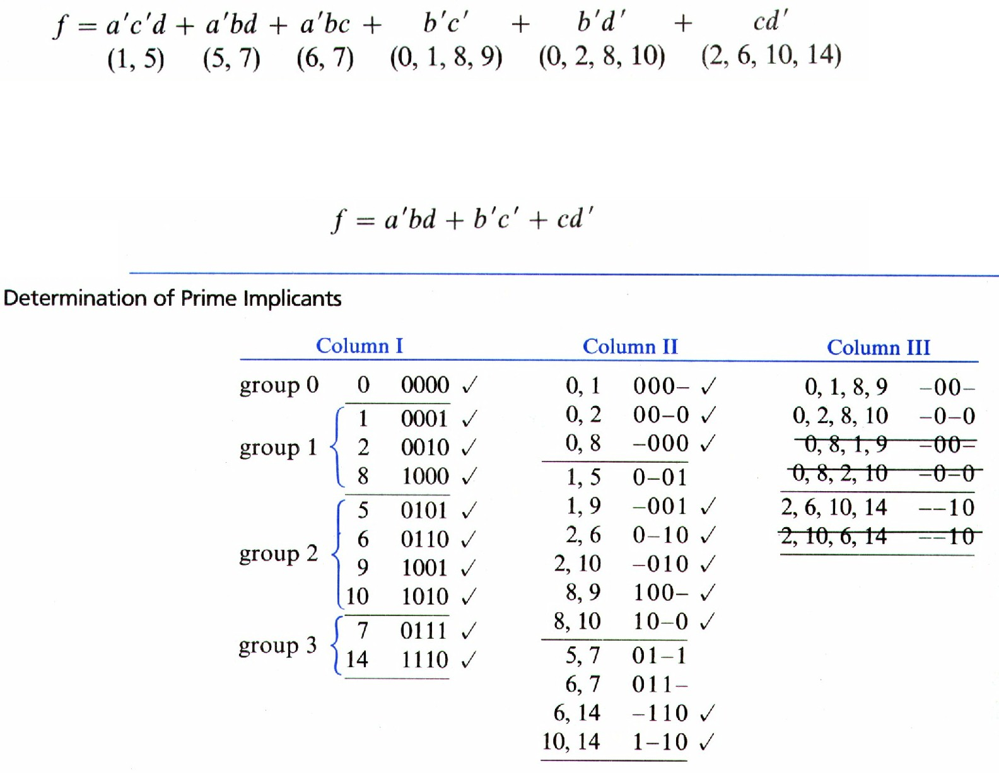 f = a′c′d + a′bd + a′bc + b′c′ + b′d′ + cd′
(1, 5) (5, 7) (6, 7) (0, 1, 8, 9) (0, 2, 8, 10) (2, 6, 10, 14)
f = a′bd + b′c′ + cd′
Determination of Prime Implicants
Column I Column II Column III
group 0 0 0000 ✓ 0, 1 000– ✓ 0, 1, 8, 9 –00–
1 0001 ✓ 0, 2 00–0 ✓ 0, 2, 8, 10 –0–0
group 1 2 0010 ✓ 0, 8 –000 ✓ 0, 8, 1, 9 –00–
8 1000 ✓ 1, 5 0–01 0, 8, 2, 10 –0–0
5 0101 ✓ 1, 9 –001 ✓ 2, 6, 10, 14 ––10
6 0110 ✓ 2, 6 0–10 ✓ 2, 10, 6, 14 ––10
group 2 9 1001 ✓ 2, 10 –010 ✓
10 1010 ✓ 8, 9 100– ✓
7 0111 ✓ 8, 10 10–0 ✓
group 3 14 1110 ✓ 5, 7 01–1
6, 7 011–
6, 14 –110 ✓
10, 14 1–10 ✓